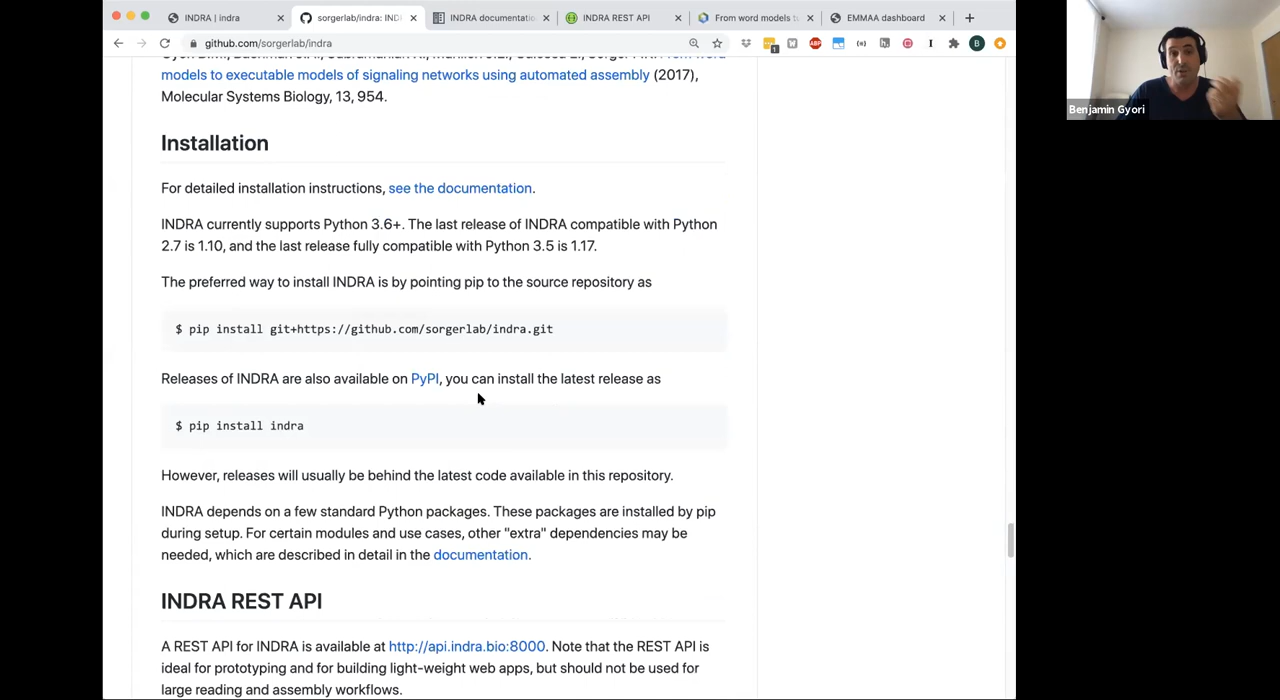 INDRA | indra
sorgerlab/indra: IND
INDRA documentatio
INDRA REST API
From word models t
EMMAA dashboard
github.com/sorgerlab/indra
models to executable models of signaling networks using automated assembly (2017),
Molecular Systems Biology, 13, 954.
Installation
For detailed installation instructions, see the documentation.
INDRA currently supports Python 3.6+. The last release of INDRA compatible with Python
2.7 is 1.10, and the last release fully compatible with Python 3.5 is 1.17.
The preferred way to install INDRA is by pointing pip to the source repository as
$ pip install git+https://github.com/sorgerlab/indra.git
Releases of INDRA are also available on PyPI, you can install the latest release as
$ pip install indra
However, releases will usually be behind the latest code available in this repository.
INDRA depends on a few standard Python packages. These packages are installed by pip
during setup. For certain modules and use cases, other "extra" dependencies may be
needed, which are described in detail in the documentation.
INDRA REST API
A REST API for INDRA is available at http://api.indra.bio:8000. Note that the REST API is
ideal for prototyping and for building light-weight web apps, but should not be used for
large reading and assembly workflows.
Benjamin Gyori